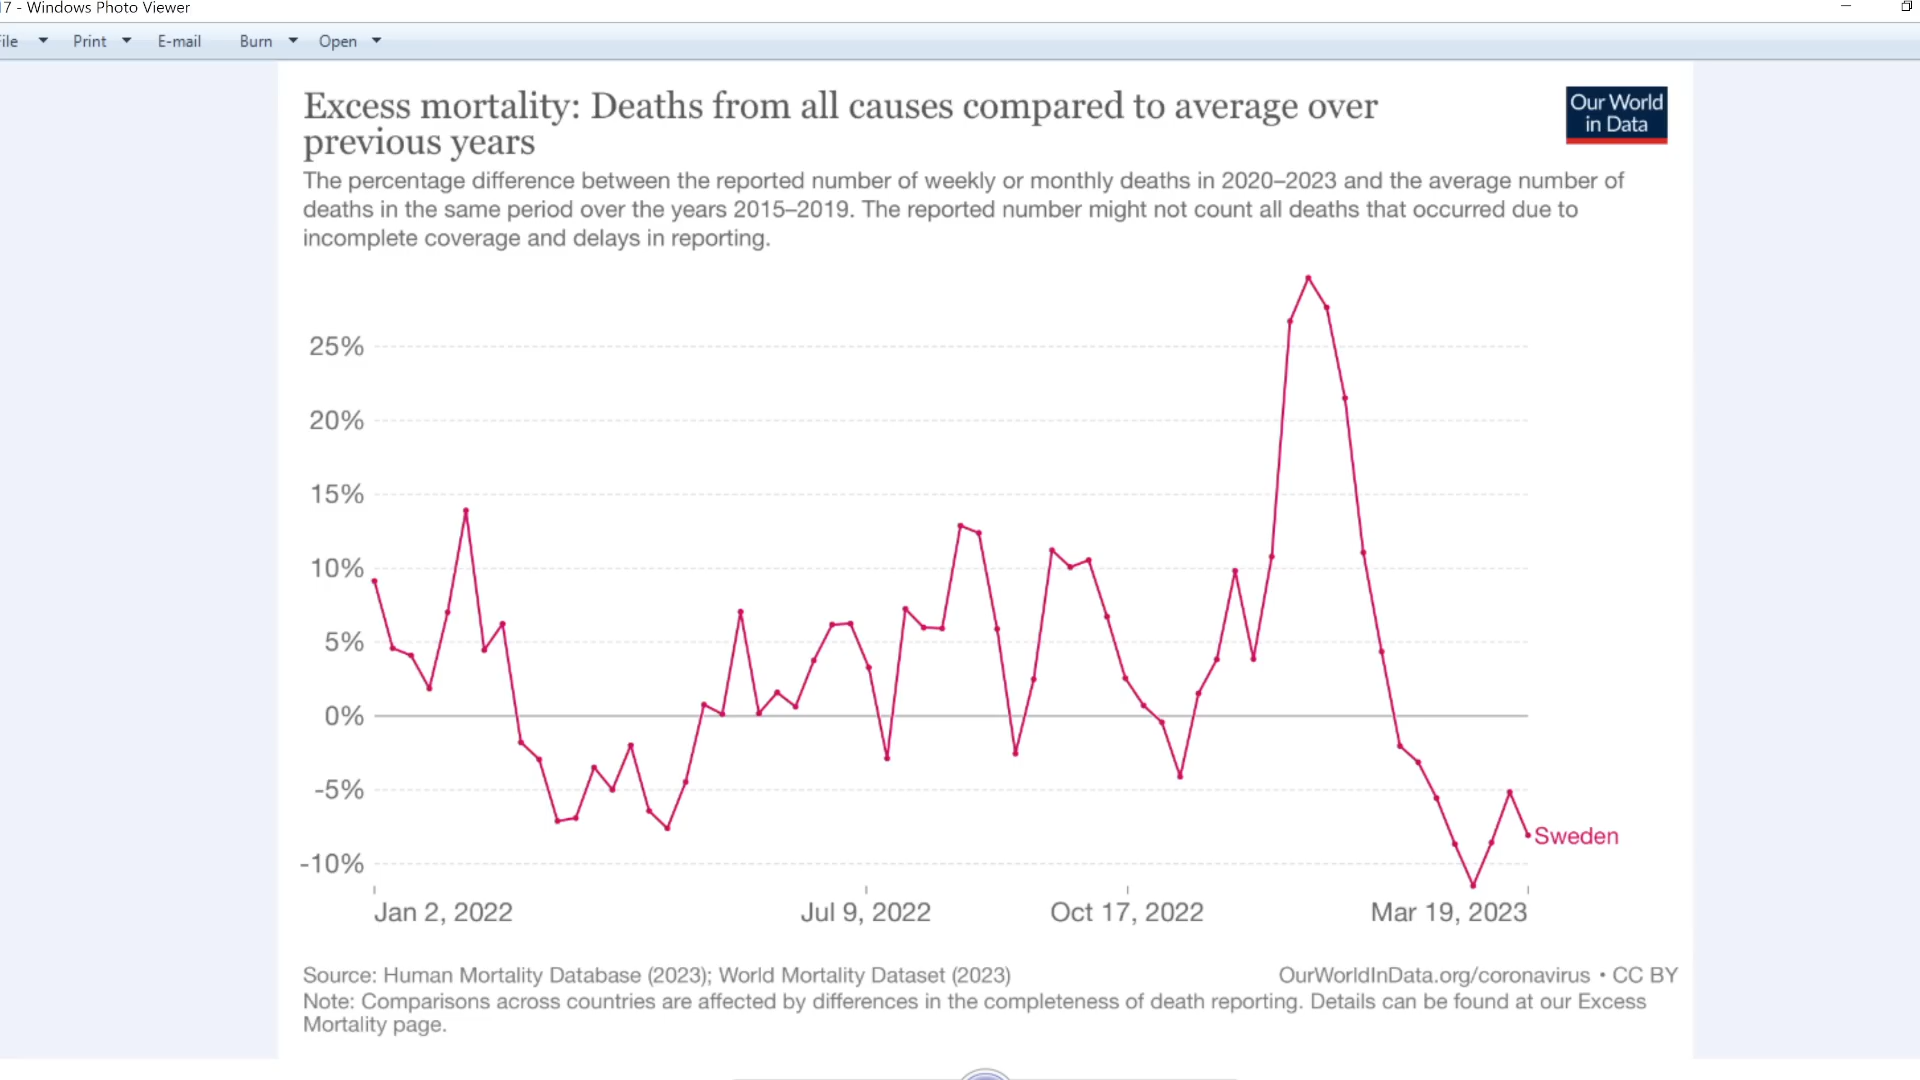 17 - Windows Photo Viewer
File Print E-mail Burn Open
Excess mortality: Deaths from all causes compared to average over
previous years
Our World
in Data
The percentage difference between the reported number of weekly or monthly deaths in 2020–2023 and the average number of
deaths in the same period over the years 2015–2019. The reported number might not count all deaths that occurred due to
incomplete coverage and delays in reporting.
25%
20%
15%
10%
5%
0%
-5%
Sweden
-10%
Jan 2, 2022 Jul 9, 2022 Oct 17, 2022 Mar 19, 2023
Source: Human Mortality Database (2023); World Mortality Dataset (2023) OurWorldInData.org/coronavirus • CC BY
Note: Comparisons across countries are affected by differences in the completeness of death reporting. Details can be found at our Excess
Mortality page.